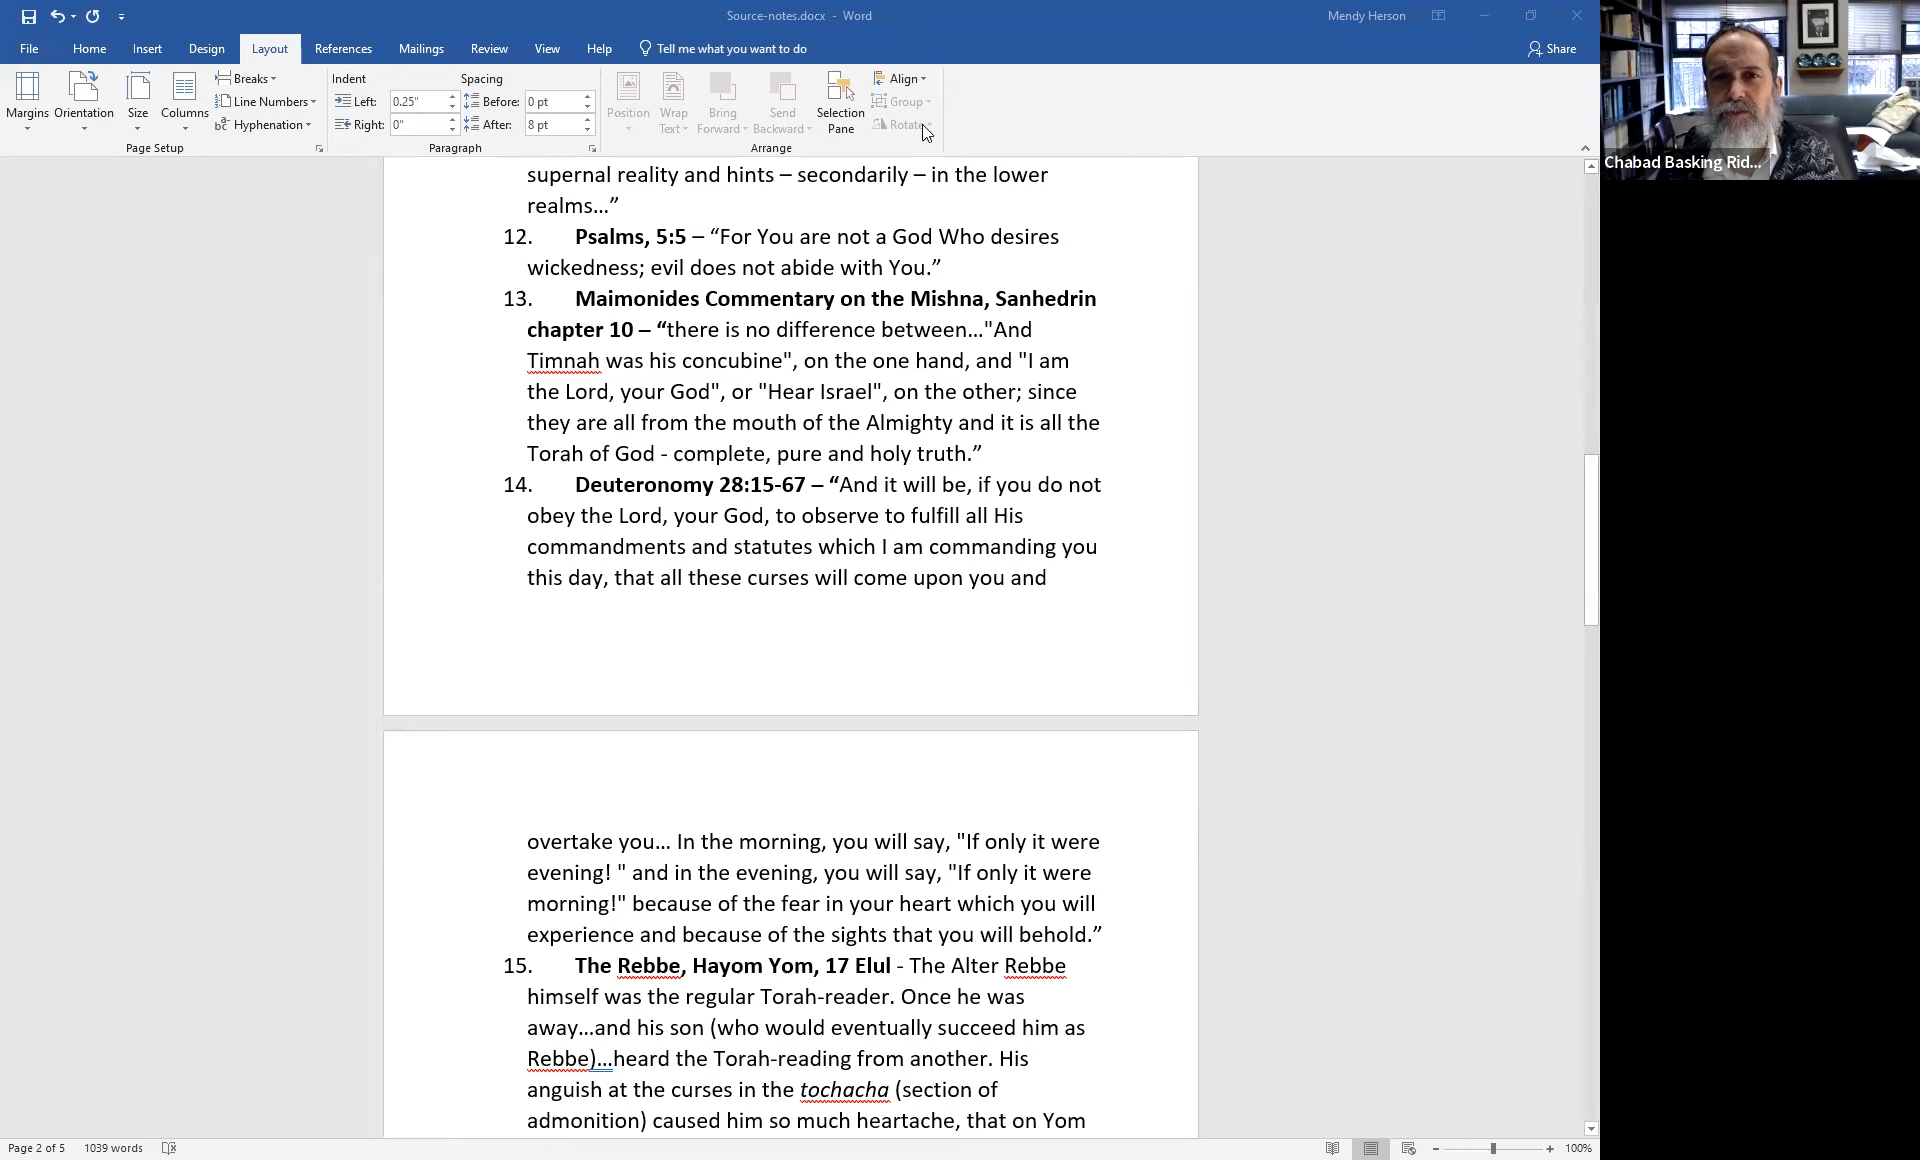 Source-notes.docx - Word
Mendy Herson
File Home Insert Design Layout References Mailings Review View Help Tell me what you want to do Share
Margins Orientation Size Columns
Breaks
Line Numbers
Hyphenation
Page Setup
Indent Spacing
Left: 0.25" Before: 0 pt
Right: 0" After: 8 pt
Paragraph
Position Wrap Text Bring Forward Send Backward Selection Pane
Align
Group
Rotate
Arrange
Chabad Basking Rid...
supernal reality and hints – secondarily – in the lower
realms…”
12. Psalms, 5:5 – “For You are not a God Who desires
wickedness; evil does not abide with You.”
13. Maimonides Commentary on the Mishna, Sanhedrin
chapter 10 – “there is no difference between…"And
Timnah was his concubine", on the one hand, and "I am
the Lord, your God", or "Hear Israel", on the other; since
they are all from the mouth of the Almighty and it is all the
Torah of God - complete, pure and holy truth.”
14. Deuteronomy 28:15-67 – “And it will be, if you do not
obey the Lord, your God, to observe to fulfill all His
commandments and statutes which I am commanding you
this day, that all these curses will come upon you and
overtake you… In the morning, you will say, "If only it were
evening! " and in the evening, you will say, "If only it were
morning!" because of the fear in your heart which you will
experience and because of the sights that you will behold.”
15. The Rebbe, Hayom Yom, 17 Elul - The Alter Rebbe
himself was the regular Torah-reader. Once he was
away…and his son (who would eventually succeed him as
Rebbe)…heard the Torah-reading from another. His
anguish at the curses in the tochacha (section of
admonition) caused him so much heartache, that on Yom
Page 2 of 5 1039 words
100%